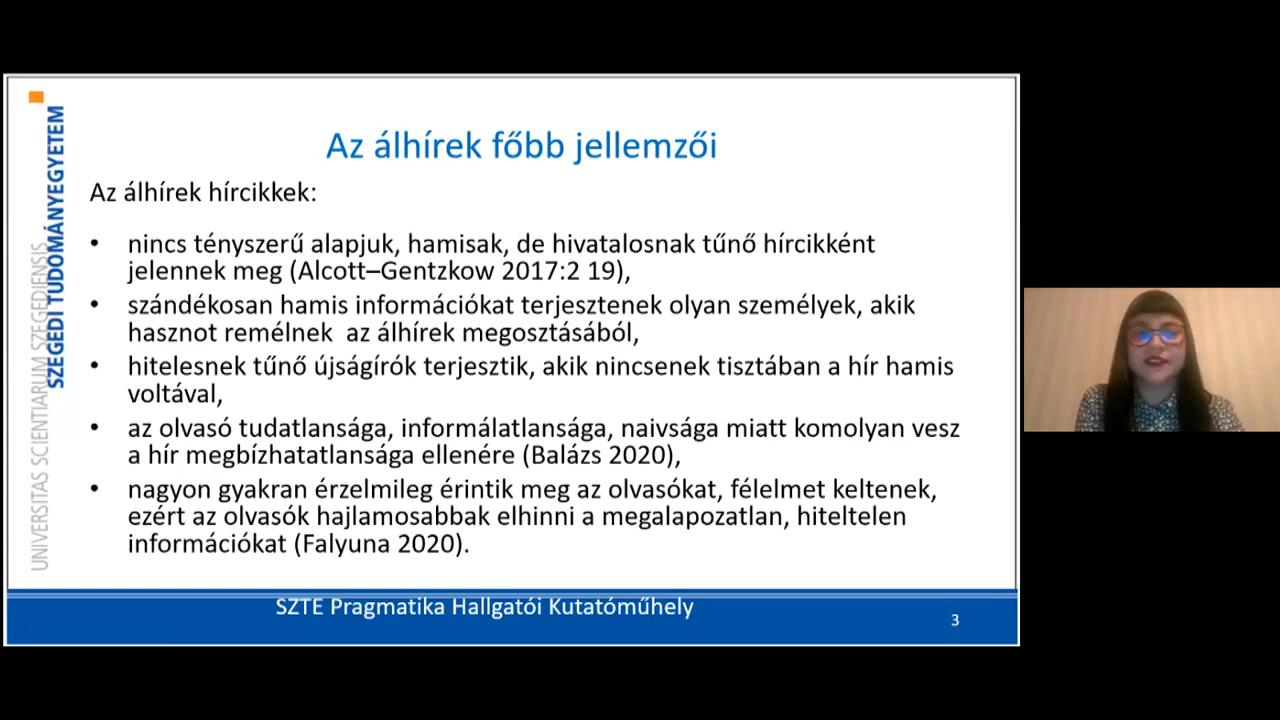 Az álhírek főbb jellemzői
Az álhírek hírcikkek:
• nincs tényszerű alapjuk, hamisak, de hivatalosnak tűnő hírcikként
jelennek meg (Alcott–Gentzkow 2017:2 19),
• szándékosan hamis információkat terjesztenek olyan személyek, akik
hasznot remélnek  az álhírek megosztásából,
• hitelesnek tűnő újságírók terjesztik, akik nincsenek tisztában a hír hamis
voltával,
• az olvasó tudatlansága, informálatlansága, naivsága miatt komolyan vesz
a hír megbízhatatlansága ellenére (Balázs 2020),
• nagyon gyakran érzelmileg érintik meg az olvasókat, félelmet keltenek,
ezért az olvasók hajlamosabbak elhinni a megalapozatlan, hiteltelen
információkat (Falyuna 2020).
SZTE Pragmatika Hallgatói Kutatóműhely
3
SZEGEDI TUDOMÁNYEGYETEM
UNIVERSITAS SCIENTIARUM SZEGEDIENSIS